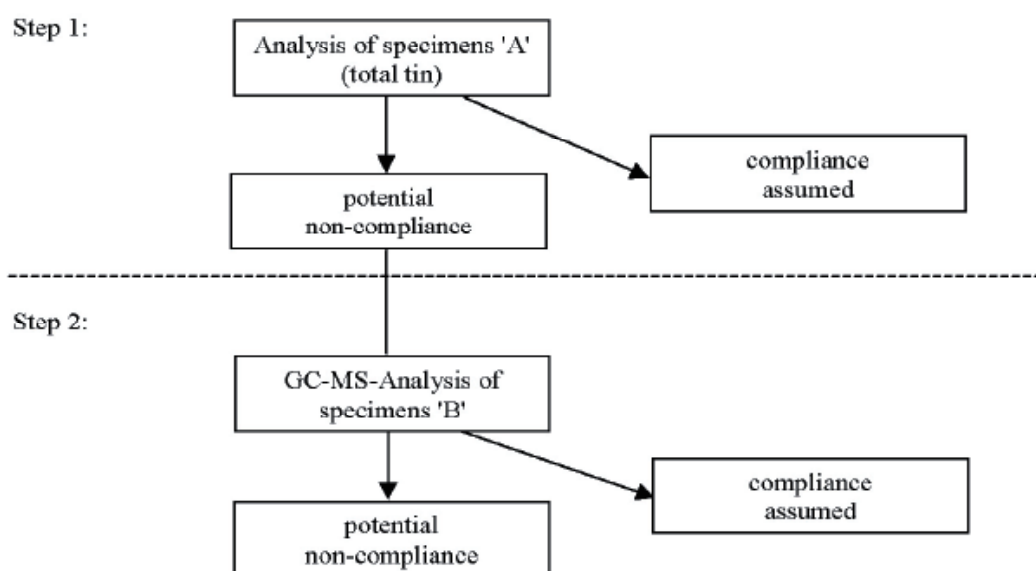 Step 1:
Analysis of specimens 'A'
(total tin)
compliance
assumed
potential
non-compliance
Step 2:
GC-MS-Analysis of
specimens 'B'
compliance
assumed
potential
non-compliance